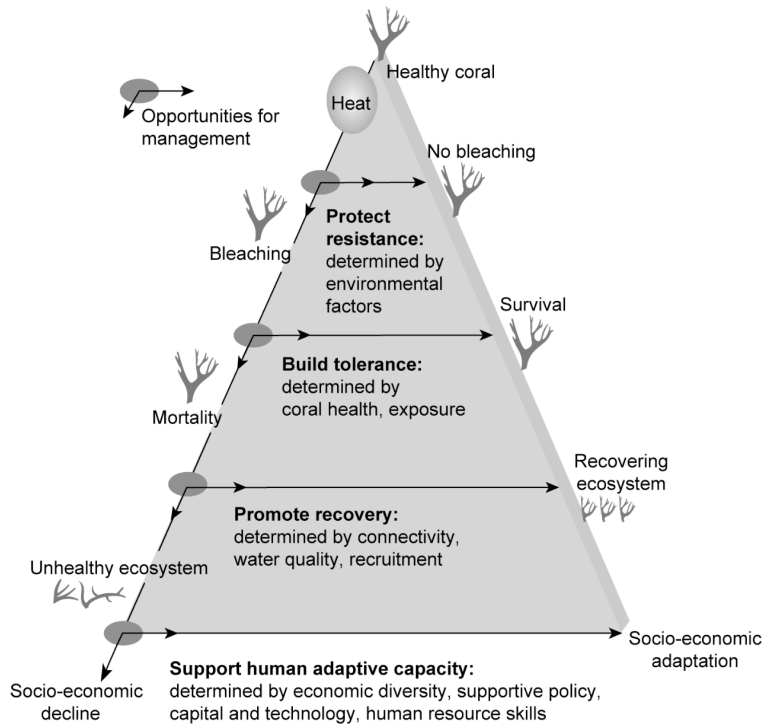 Healthy coral
Heat
Opportunities for
management
No bleaching
Protect
resistance:
determined by
environmental
factors
Bleaching
Survival
Build tolerance:
determined by
coral health, exposure
Mortality
Recovering
ecosystem
Promote recovery:
determined by connectivity,
water quality, recruitment
Unhealthy ecosystem
Socio-economic
adaptation
Support human adaptive capacity:
determined by economic diversity, supportive policy,
capital and technology, human resource skills
Socio-economic
decline